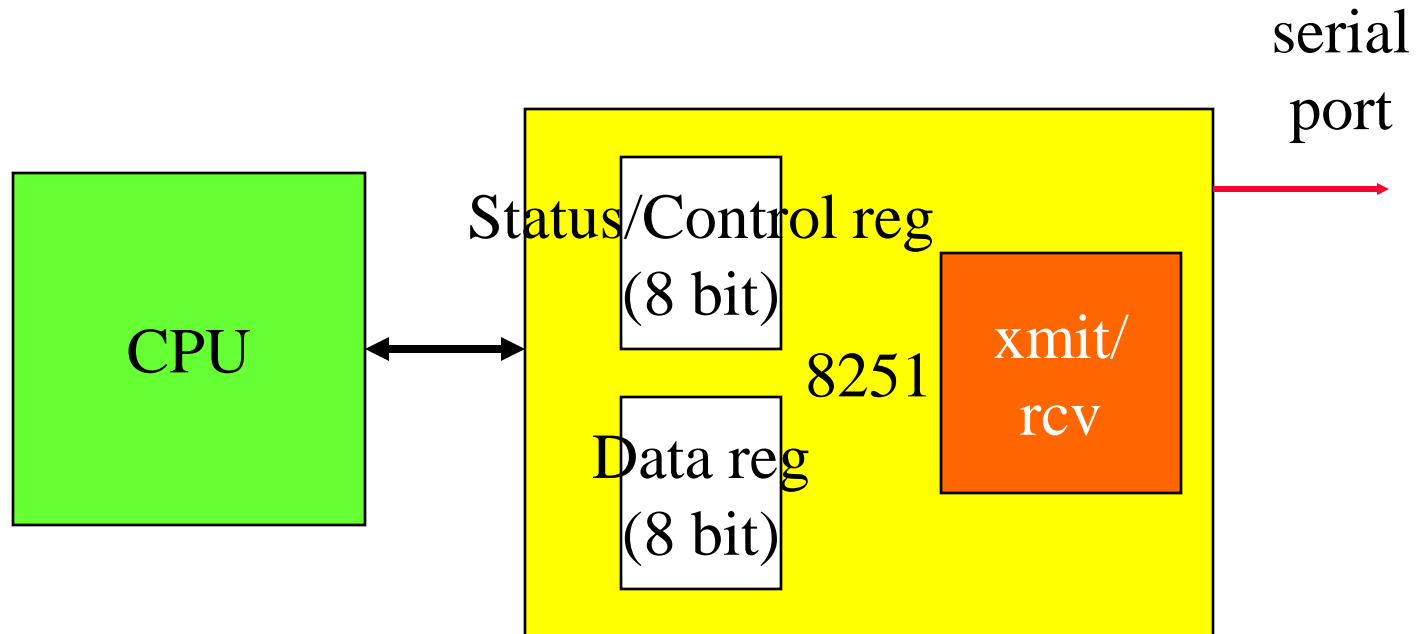 serial
port
Status/Control reg
(8 bit)
CPU
8251
xmit/
rcv
Data reg
(8 bit)